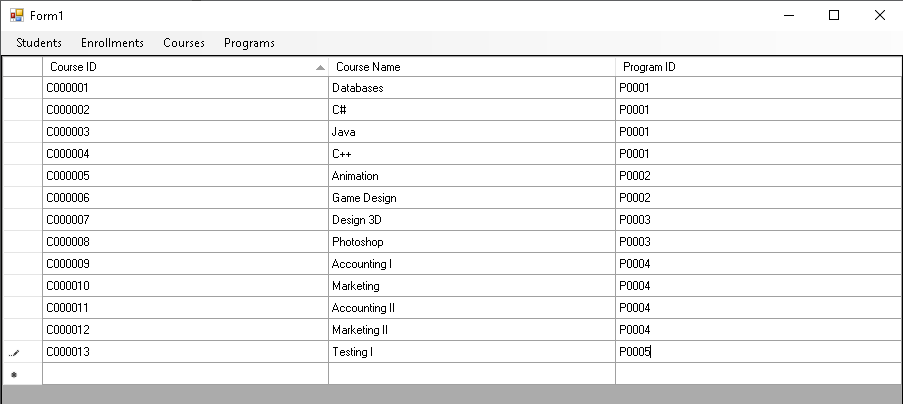 Form1
Students Enrollments Courses Programs
Course ID Course Name Program ID
C000001 Databases P0001
C000002 C# P0001
C000003 Java P0001
C000004 C++ P0001
C000005 Animation P0002
C000006 Game Design P0002
C000007 Design 3D P0003
C000008 Photoshop P0003
C000009 Accounting I P0004
C000010 Marketing P0004
C000011 Accounting II P0004
C000012 Marketing II P0004
C000013 Testing I P0005